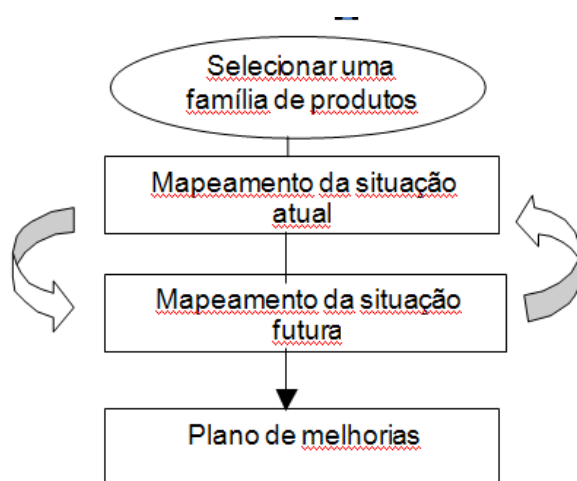 Selecionar uma
família de produtos
Mapeamento da situação
atual
Mapeamento da situação
futura
Plano de melhorias